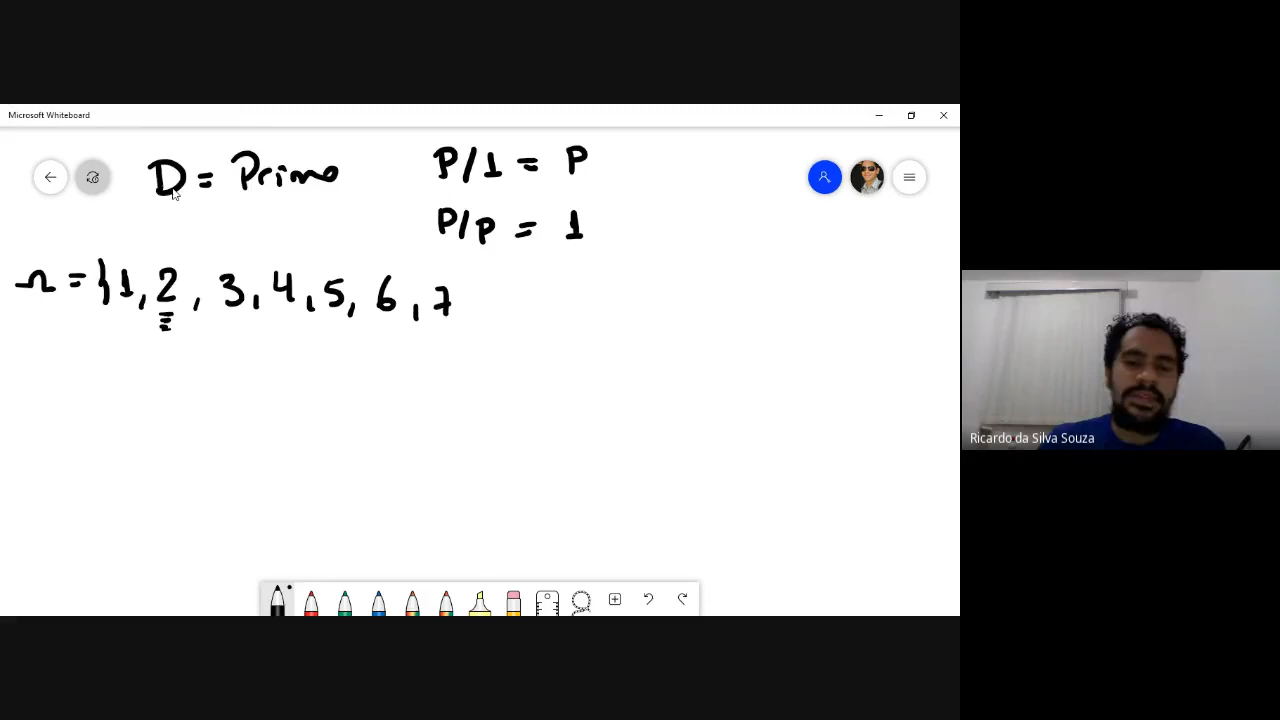 Microsoft Whiteboard
D = Primo
P/1 = P
P/P = 1
Ω = {1, 2, 3, 4, 5, 6, 7
Ricardo da Silva Souza